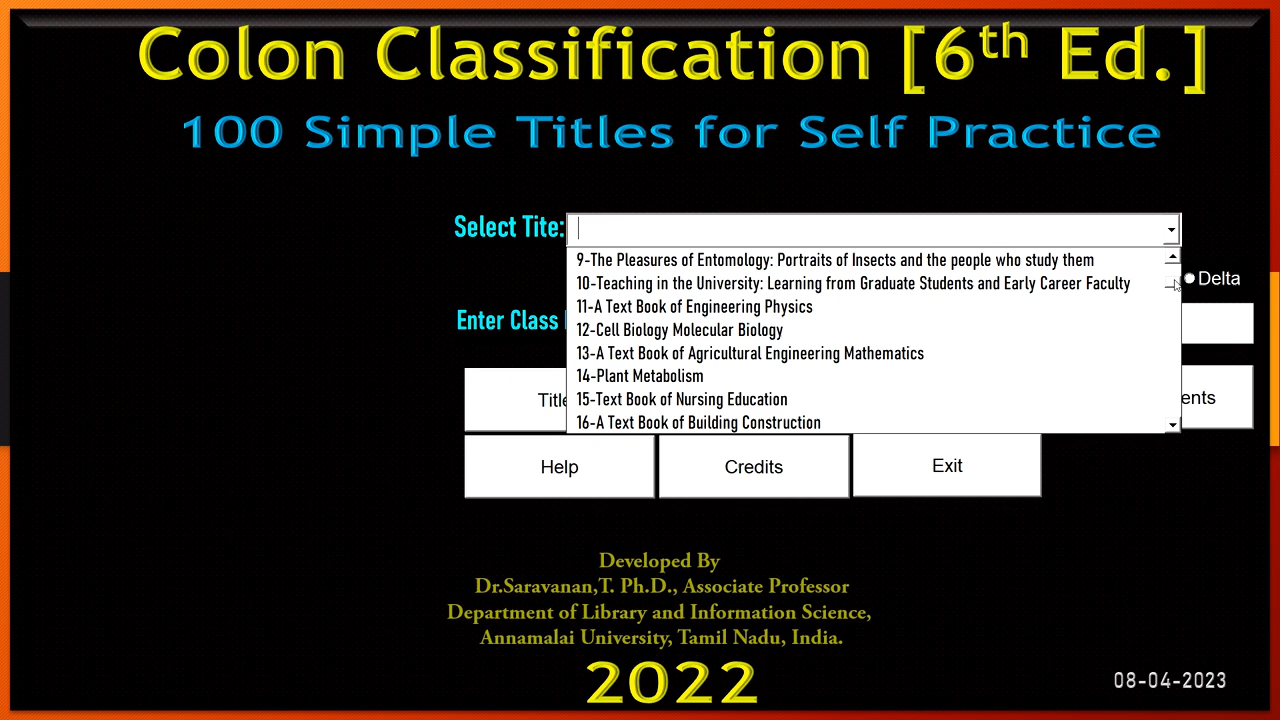 Colon Classification [6th Ed.]
100 Simple Titles for Self Practice
Select Tite:
9-The Pleasures of Entomology: Portraits of Insects and the people who study them
10-Teaching in the University: Learning from Graduate Students and Early Career Faculty
Delta
11-A Text Book of Engineering Physics
Enter Class
12-Cell Biology Molecular Biology
13-A Text Book of Agricultural Engineering Mathematics
14-Plant Metabolism
15-Text Book of Nursing Education
Title
ents
16-A Text Book of Building Construction
Help
Credits
Exit
Developed By
Dr.Saravanan,T. Ph.D., Associate Professor
Department of Library and Information Science,
Annamalai University, Tamil Nadu, India.
2022
08-04-2023